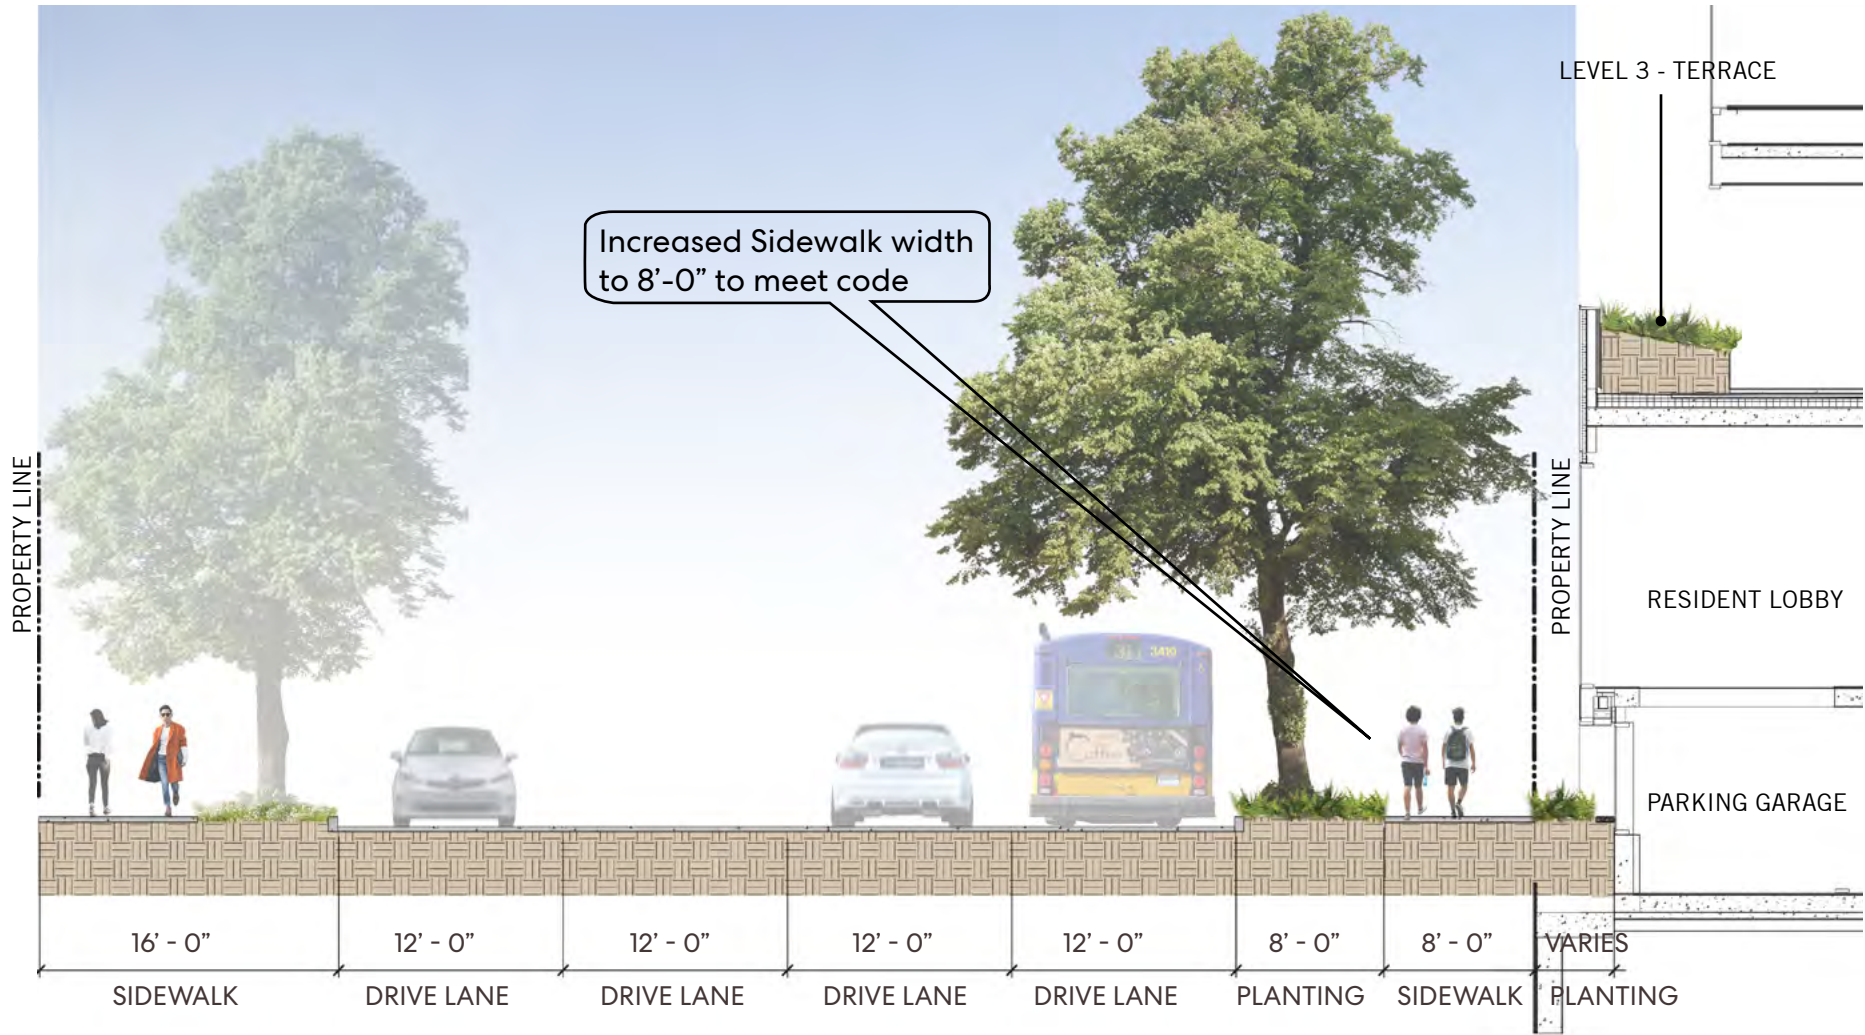 LEVEL 3 - TERRACE
Increased Sidewalk width
to 8’-0” to meet code
PROPERTY LINE
PROPERTY LINE
RESIDENT LOBBY
3419
PARKING GARAGE
16’ - 0”
12’ - 0”
12’ - 0”
12’ - 0”
12’ - 0”
8’ - 0”
8’ - 0”
VARIES
SIDEWALK
DRIVE LANE
DRIVE LANE
DRIVE LANE
DRIVE LANE
PLANTING
SIDEWALK
PLANTING